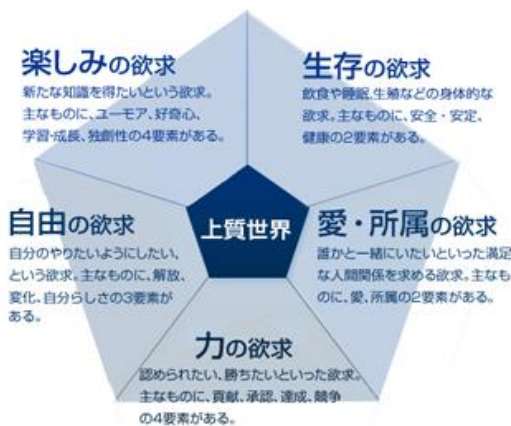 楽しみの欲求
新たな知識を得たいという欲求。
主なものに、ユーモア、好奇心、
学習・成長、独創性の4要素がある。
生存の欲求
飲食や睡眠、生殖などの身体的な
欲求。主なものに、安全・安定、
健康の2要素がある。
自由の欲求
自分のやりたいようにしたい、
という欲求。主なものに、解放、
変化、自分らしさの3要素が
ある。
上質世界
愛・所属の欲求
誰かと一緒にいたいといった満足
な人間関係を求める欲求。主なも
のに、愛、所属の2要素がある。
力の欲求
認められたい、勝ちたいといった欲求。
主なものに、貢献、承認、達成、競争
の4要素がある。